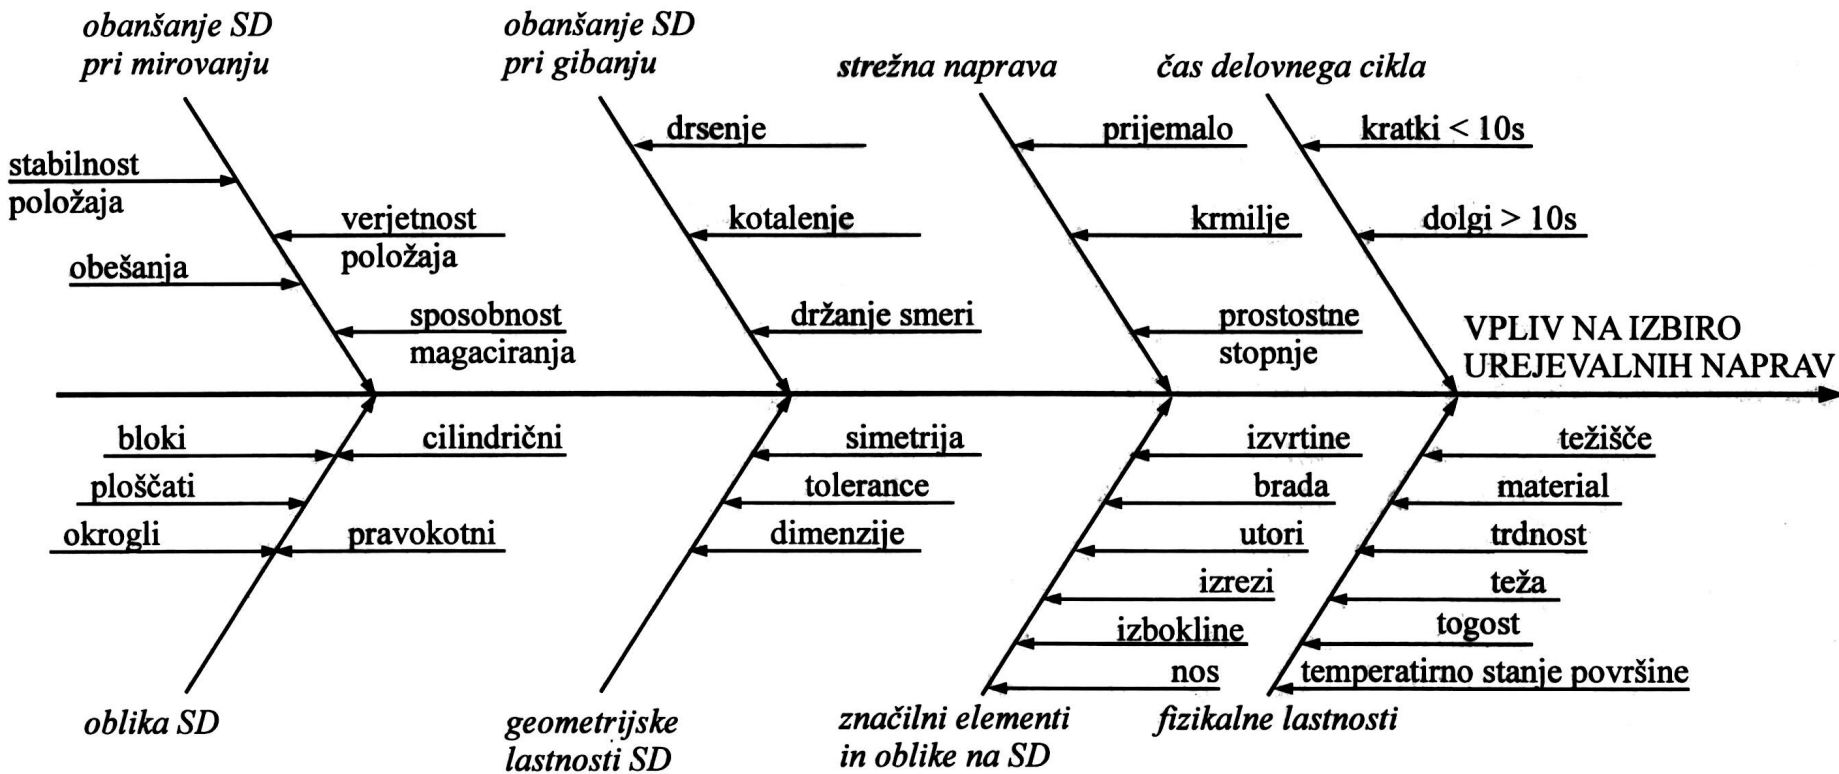 obanšanje SD
pri mirovanju
obanšanje SD
pri gibanju
strežna naprava
čas delovnega cikla
stabilnost
položaja
verjetnost
položaja
obešanja
sposobnost
magaciranja
drsenje
kotalenje
držanje smeri
prijemalo
krmilje
prostostne
stopnje
kratki < 10s
dolgi > 10s
VPLIV NA IZBIRO
UREJEVALNIH NAPRAV
bloki
cilindrični
ploščati
okrogli
pravokotni
simetrija
tolerance
dimenzije
izvrtine
brada
utori
izrezi
izbokline
nos
težišče
material
trdnost
teža
togost
temperatirno stanje površine
oblika SD
geometrijske
lastnosti SD
značilni elementi
in oblike na SD
fizikalne lastnosti